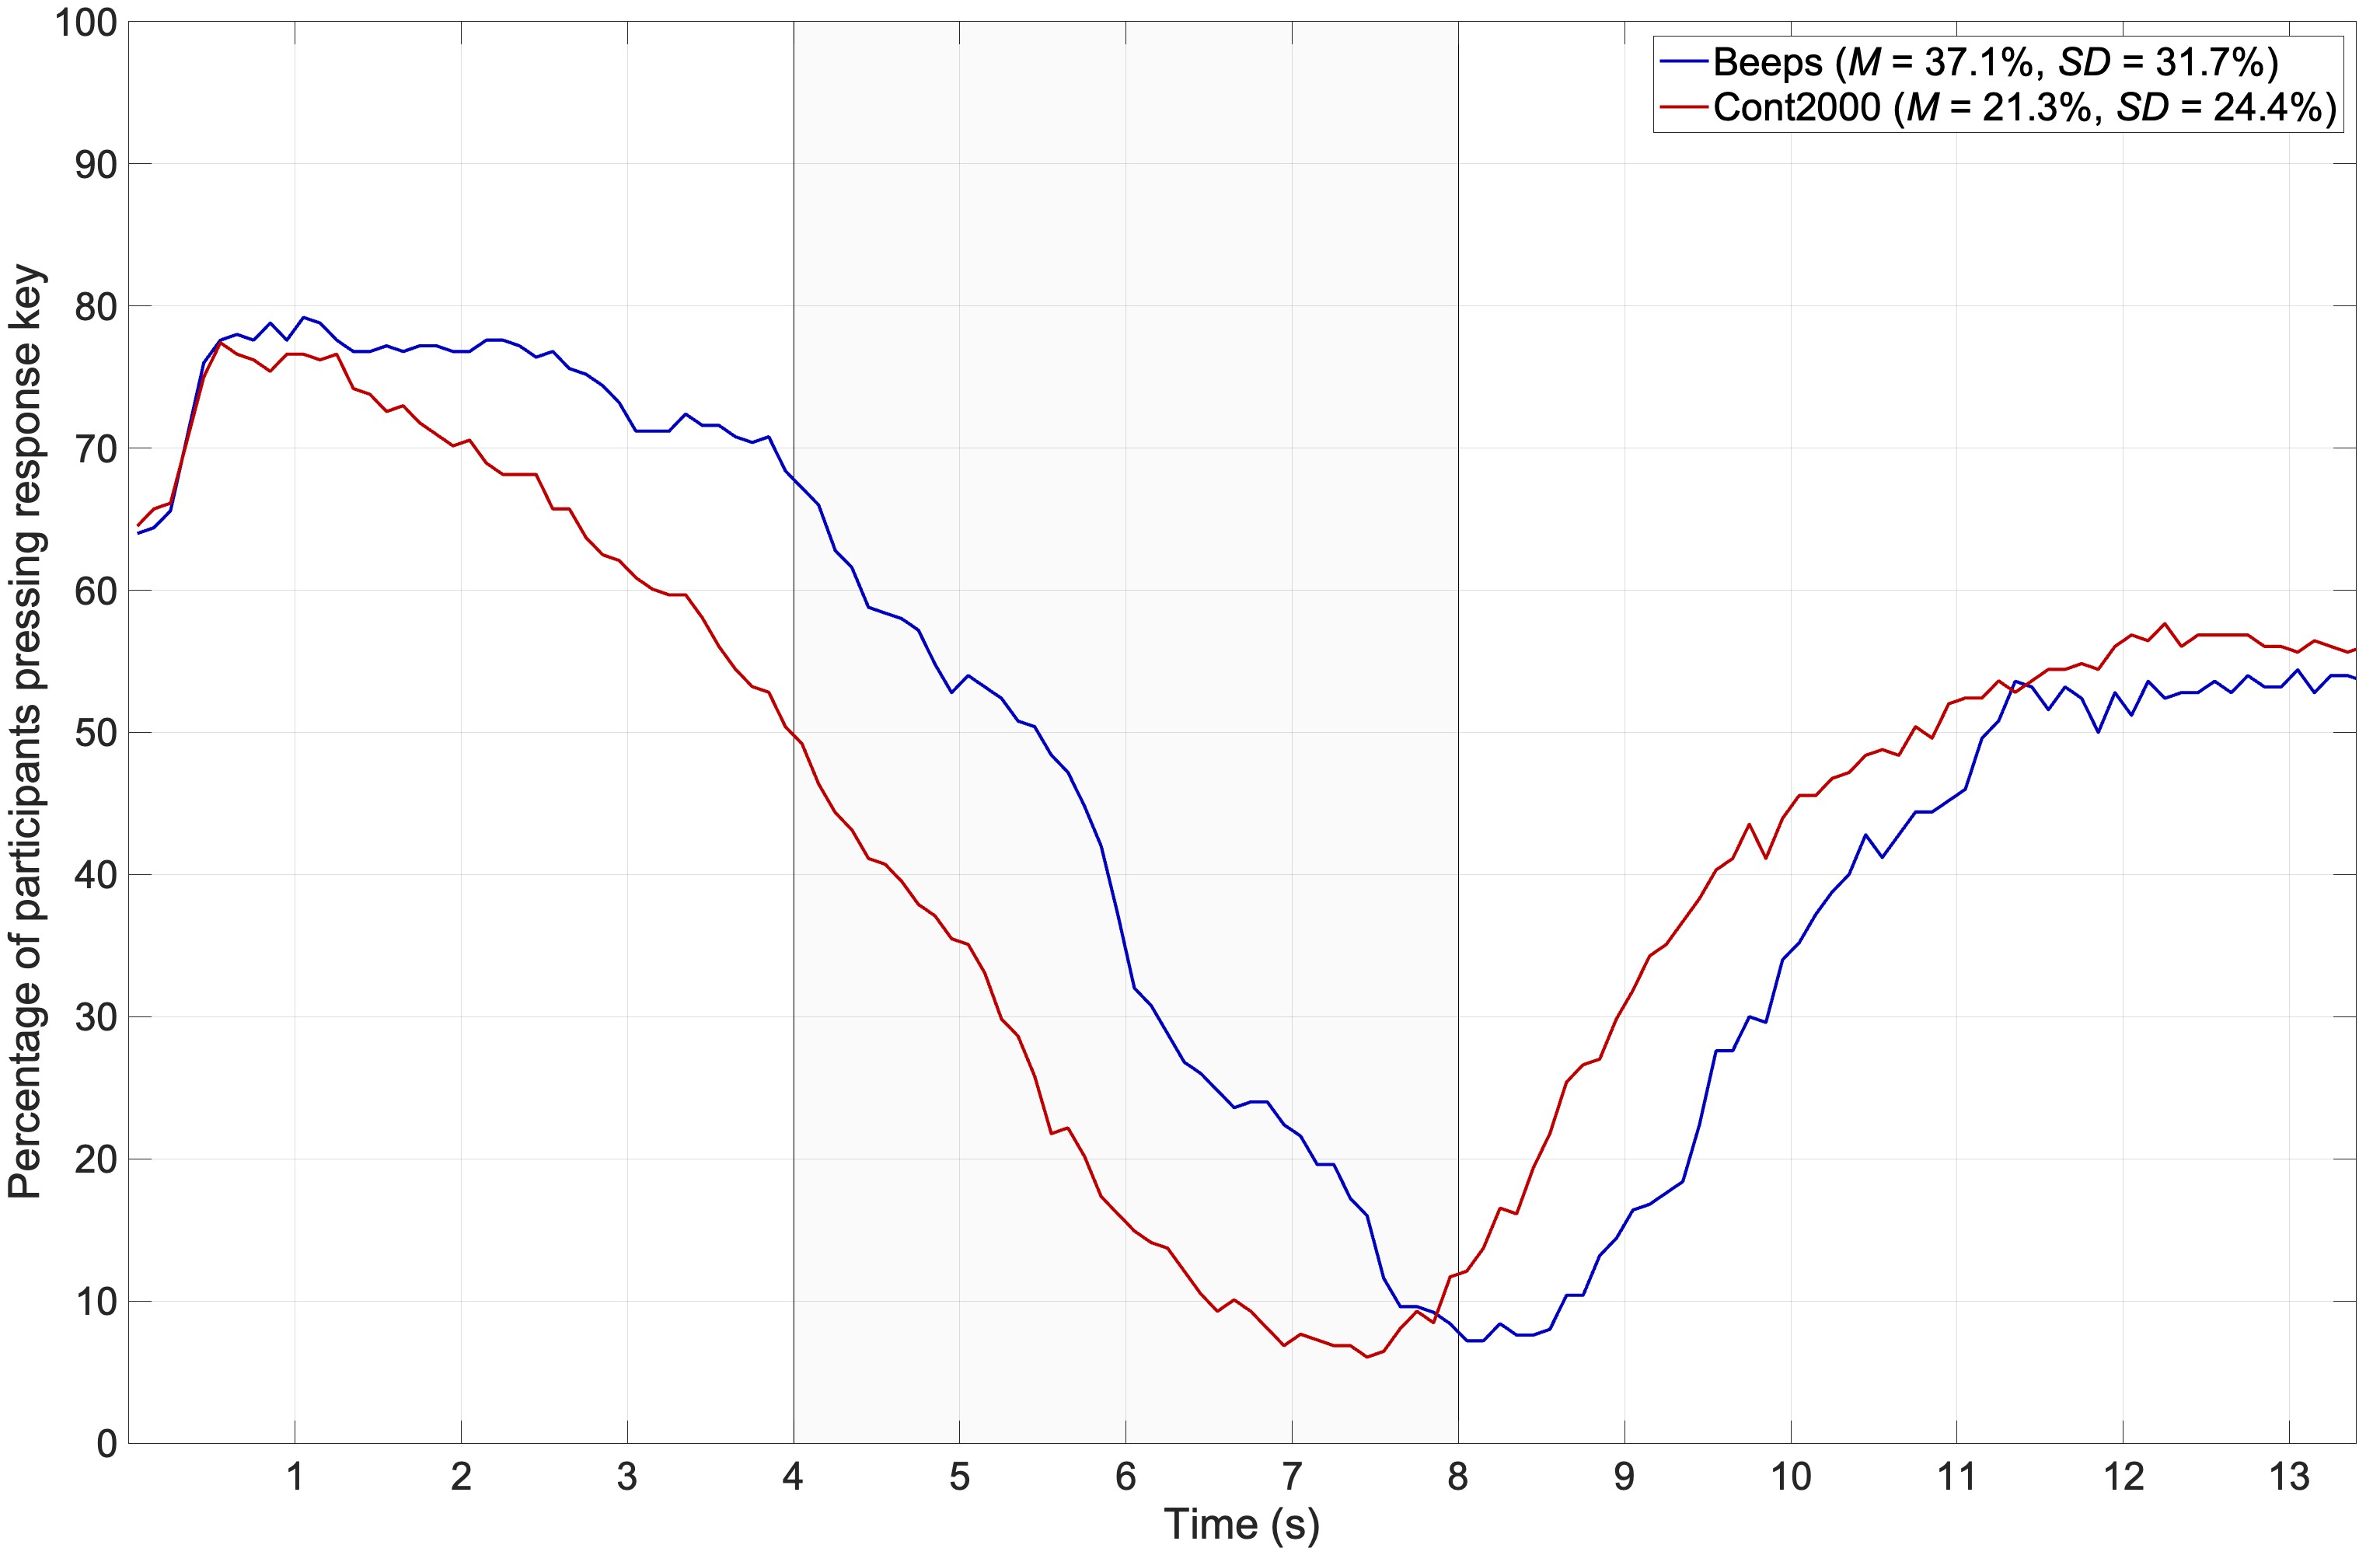 100
90
80
70
60
50
40
30
20
10
0
Percentage of participants pressing response key
Beeps (M = 37.1%, SD = 31.7%)
Cont2000 (M = 21.3%, SD = 24.4%)
1 2 3 4 5 6 7 8 9 10 11 12 13
Time (s)